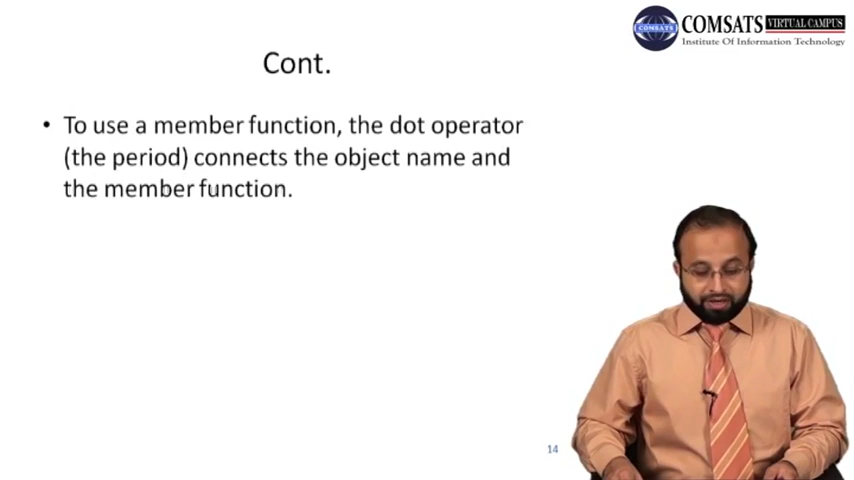 COMSATS VIRTUAL CAMPUS
COMSATS
Institute Of Information Technology
Cont.
• To use a member function, the dot operator
(the period) connects the object name and
the member function.
14